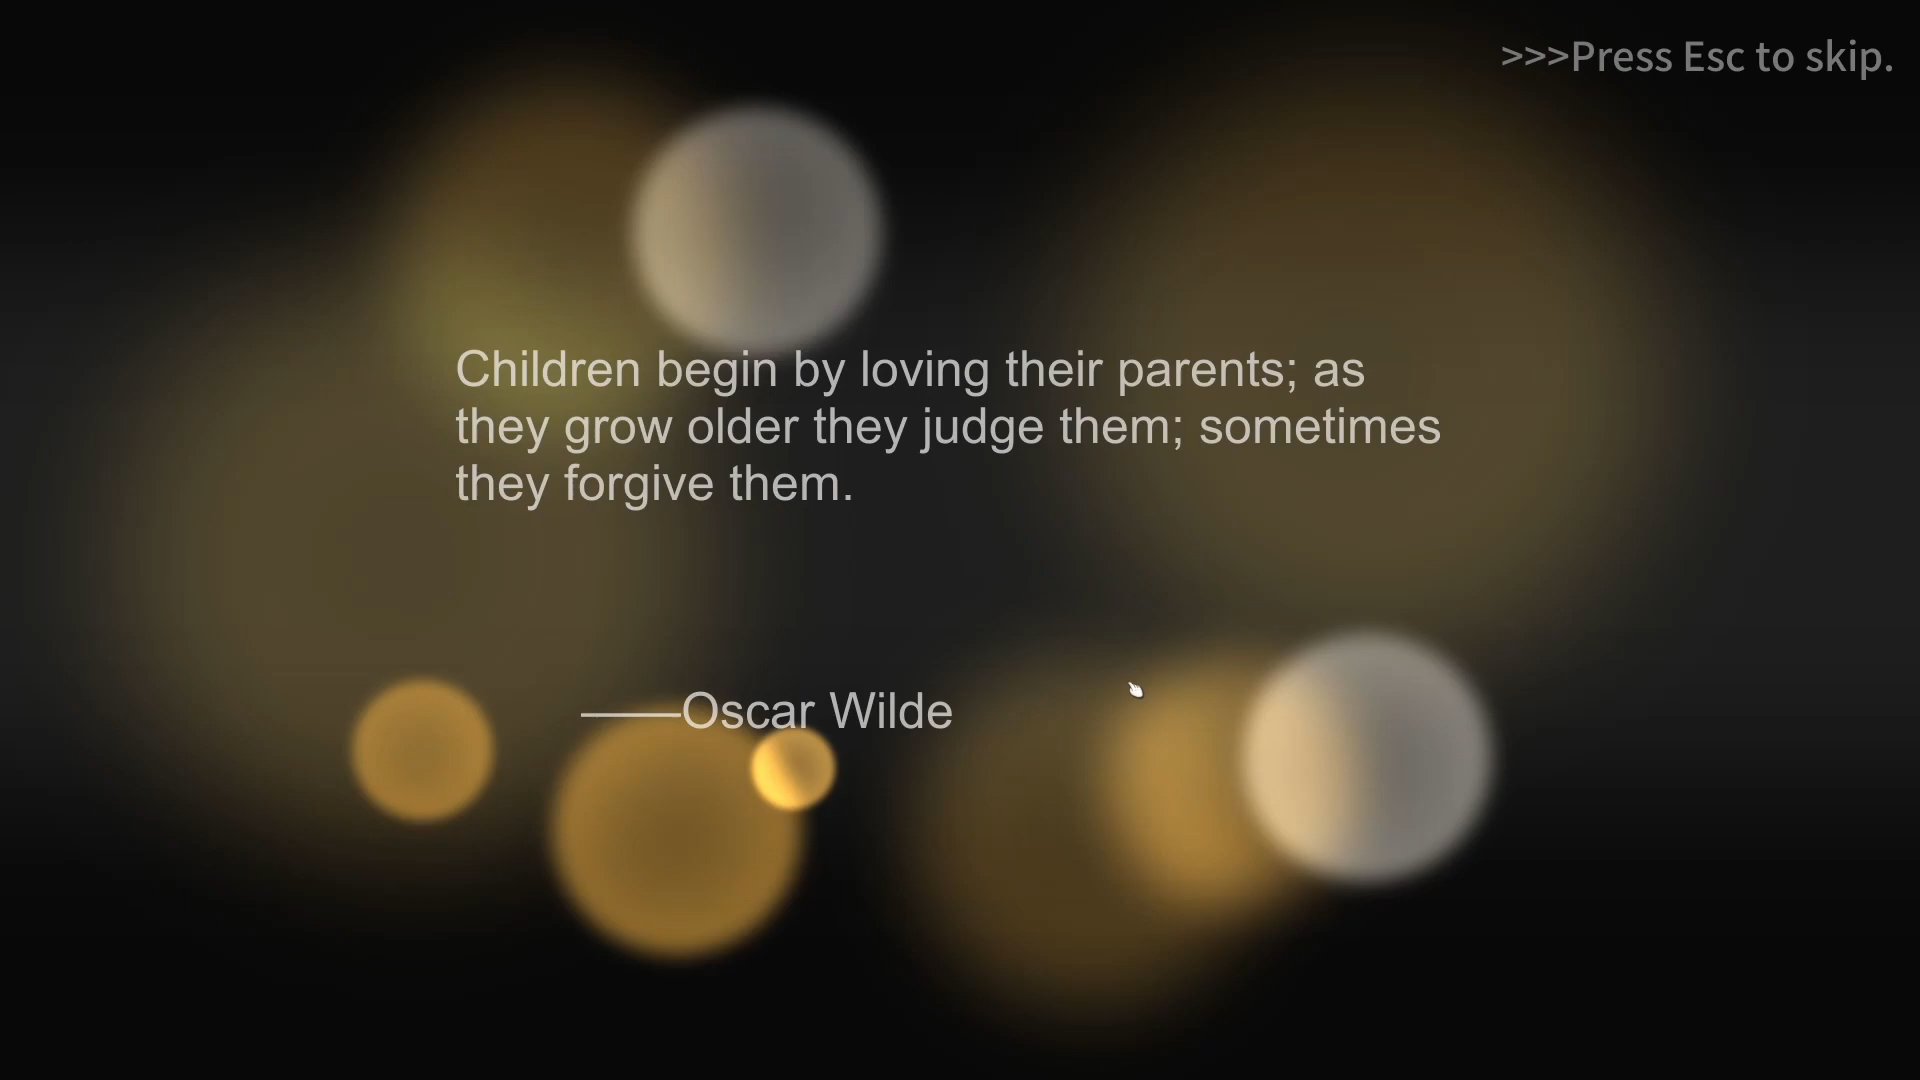 >>>Press Esc to skip.
Children begin by loving their parents; as
they grow older they judge them; sometimes
they forgive them.
——Oscar Wilde